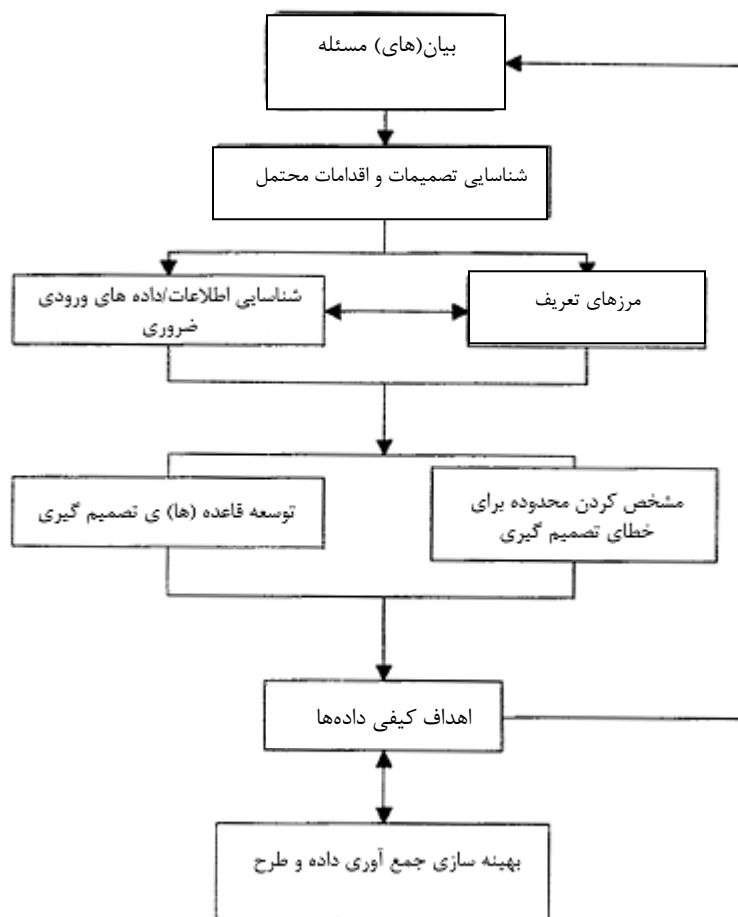 بیان(های) مسئله
شناسایی تصمیمات و اقدامات محتمل
مرزهای تعریف
شناسایی اطلاعات/داده های ورودی
ضروری
مشخص کردن محدوده برای
خطای تصمیم گیری
توسعه قاعده (ها) ی تصمیم گیری
اهداف کیفی داده‌ها
بهینه سازی جمع آوری داده و طرح